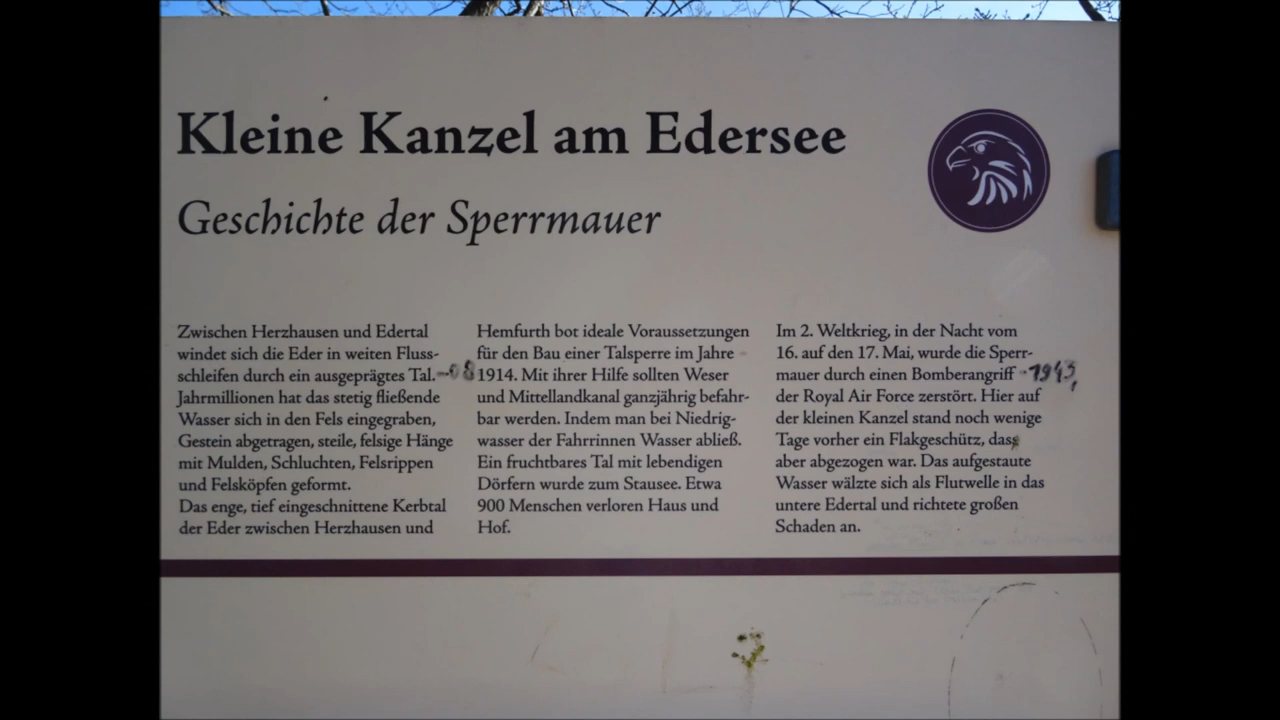 Kleine Kanzel am Edersee
Geschichte der Sperrmauer
Zwischen Herzhausen und Edertal
windet sich die Eder in weiten Fluss-
schleifen durch ein ausgeprägtes Tal.
Jahrmillionen hat das stetig fließende
Wasser sich in den Fels eingegraben,
Gestein abgetragen, steile, felsige Hänge
mit Mulden, Schluchten, Felsrippen
und Felsköpfen geformt.
Das enge, tief eingeschnittene Kerbtal
der Eder zwischen Herzhausen und
Hemfurth bot ideale Voraussetzungen
für den Bau einer Talsperre im Jahre
-08 1914. Mit ihrer Hilfe sollten Weser
und Mittellandkanal ganzjährig befahr-
bar werden. Indem man bei Niedrig-
wasser der Fahrrinnen Wasser abließ.
Ein fruchtbares Tal mit lebendigen
Dörfern wurde zum Stausee. Etwa
900 Menschen verloren Haus und
Hof.
Im 2. Weltkrieg, in der Nacht vom
16. auf den 17. Mai, wurde die Sperr-
mauer durch einen Bomberangriff -1943,
der Royal Air Force zerstört. Hier auf
der kleinen Kanzel stand noch wenige
Tage vorher ein Flakgeschütz, dass
aber abgezogen war. Das aufgestaute
Wasser wälzte sich als Flutwelle in das
untere Edertal und richtete großen
Schaden an.